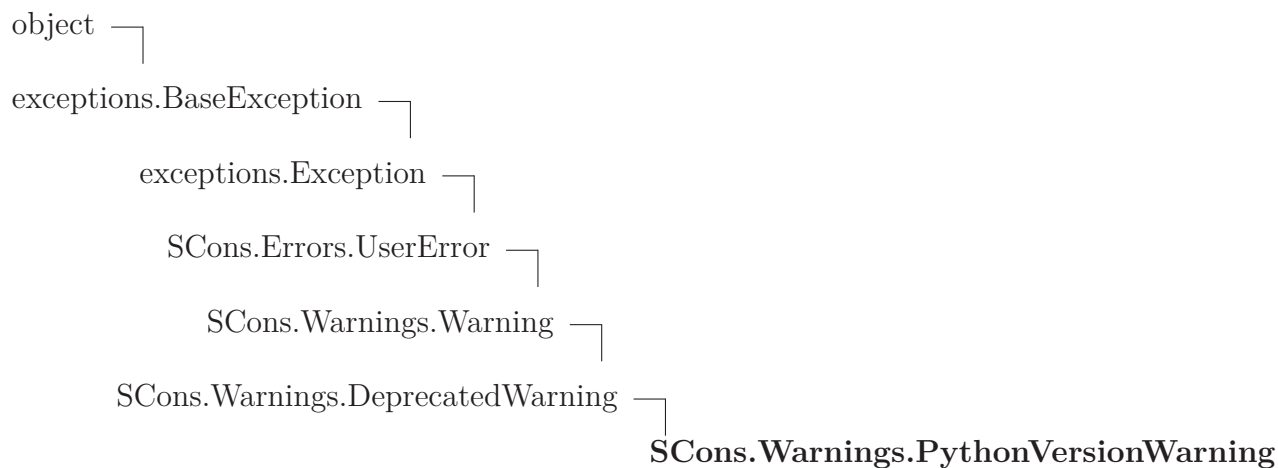 object
exceptions.BaseException
exceptions.Exception
SCons.Errors.UserError
SCons.Warnings.Warning
SCons.Warnings.DeprecatedWarning
SCons.Warnings.PythonVersionWarning